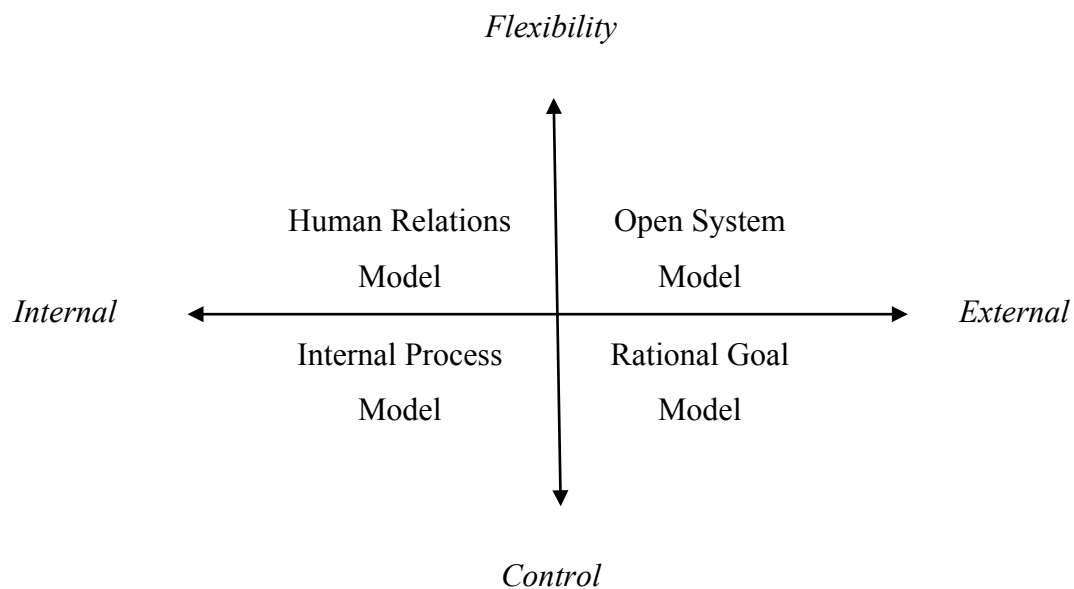 Flexibility
Human Relations
Model
Open System
Model
Internal
External
Internal Process
Model
Rational Goal
Model
Control